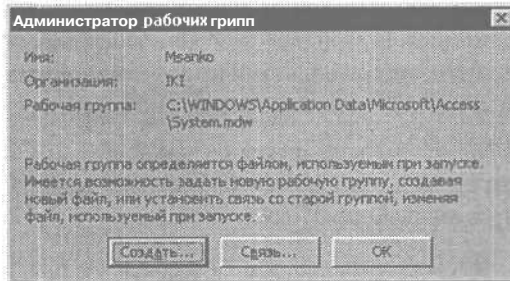 Администратор рабочих грипп
Имя: Msanko
Организация: IKI
Рабочая группа: C:\WINDOWS\Application Data\Microsoft\Access
\System.mdw
Рабочая группа определяется файлом, используемым при запуске.
Имеется возможность задать новую рабочую группу, создавая
новый файл, или установить связь со старой группой, изменяя
файл, используемый при запуске.
Создать... Связь... OK